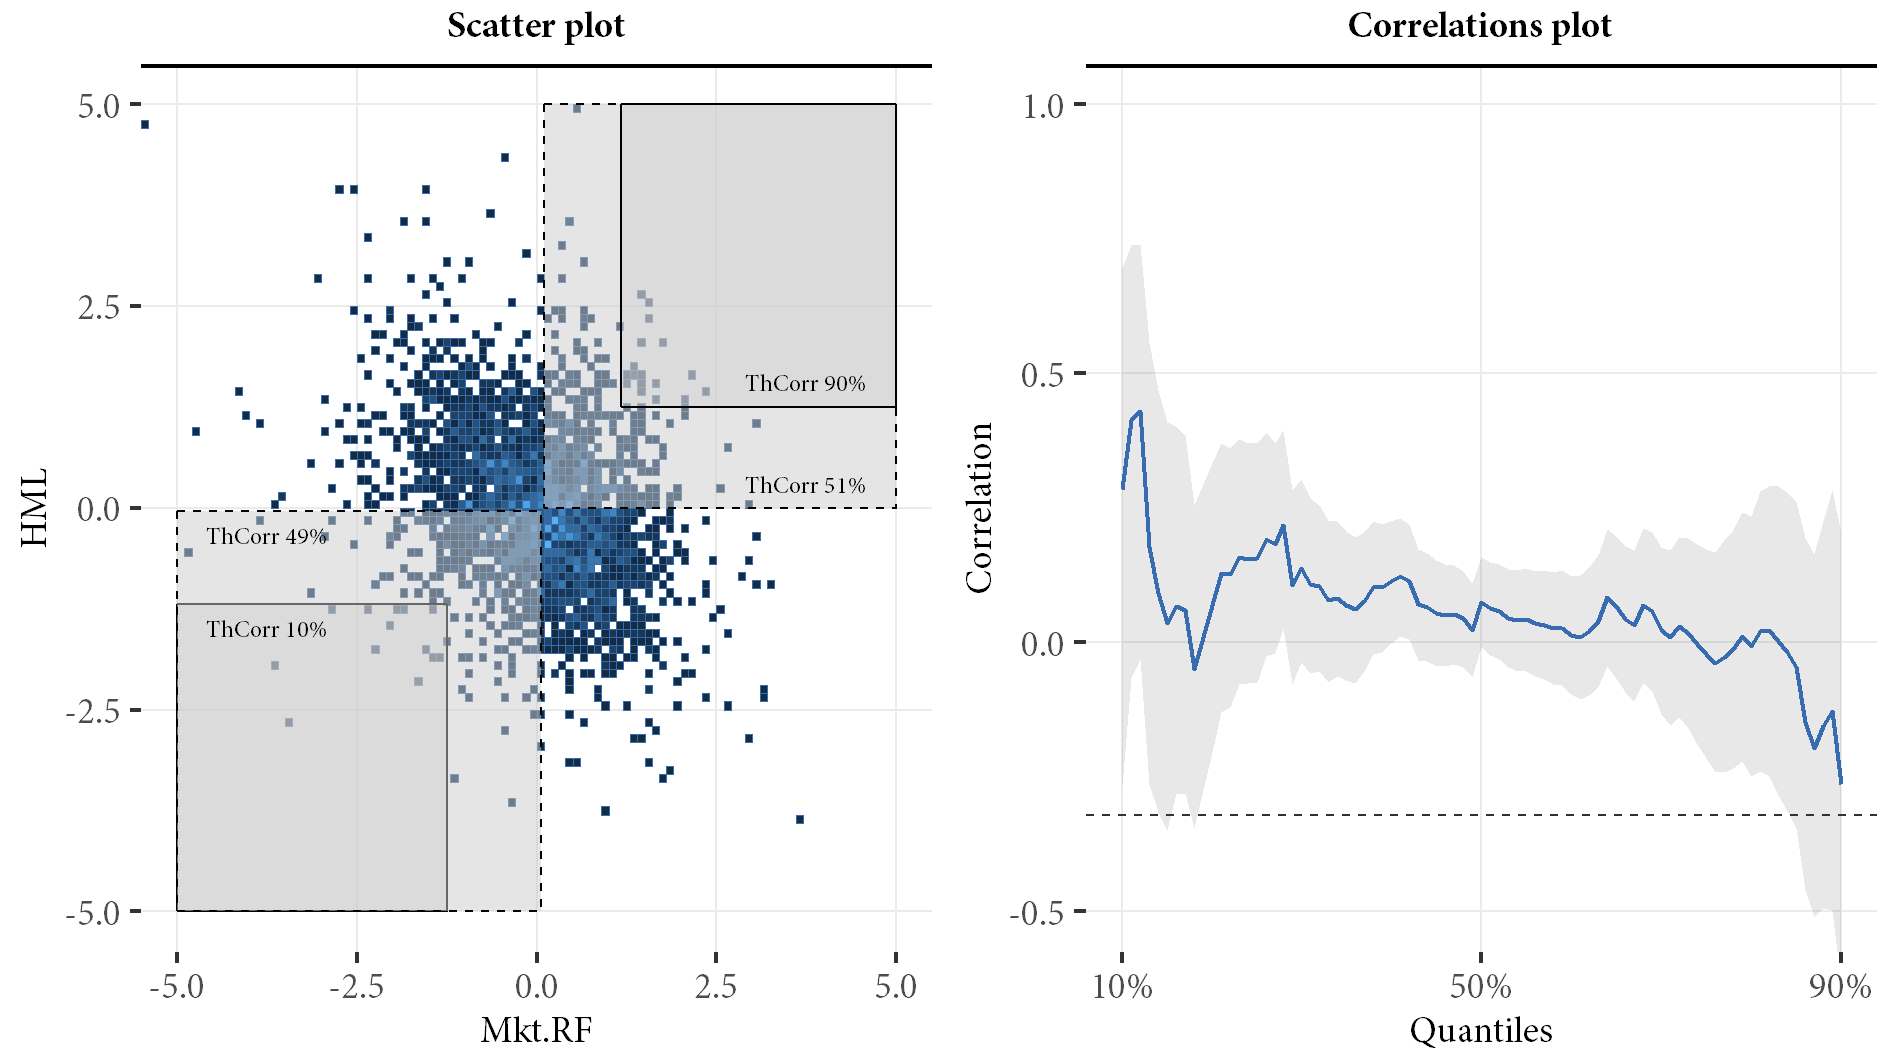 Scatter plot
HML
5.0
2.5
0.0
-2.5
-5.0
ThCorr 90%
ThCorr 51%
ThCorr 49%
ThCorr 10%
-5.0
-2.5
0.0
2.5
5.0
Mkt.RF
Correlations plot
Correlation
1.0
0.5
0.0
-0.5
10%
50%
90%
Quantiles